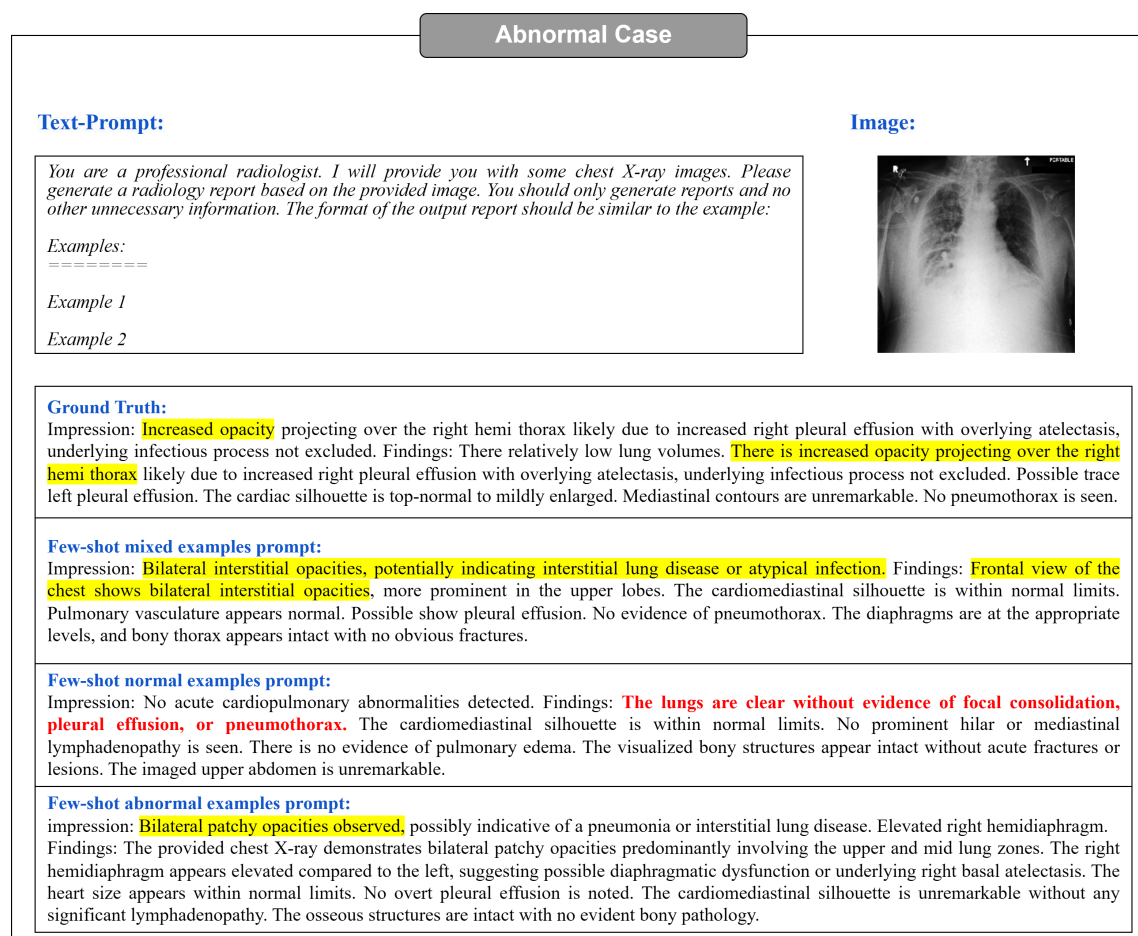 Abnormal Case
Text-Prompt:
Image:
You are a professional radiologist. I will provide you with some chest X-ray images. Please
generate a radiology report based on the provided image. You should only generate reports and no
other unnecessary information. The format of the output report should be similar to the example:
Examples:
========
Example 1
Example 2
R
PORTABLE
Ground Truth:
Impression: Increased opacity projecting over the right hemi thorax likely due to increased right pleural effusion with overlying atelectasis,
underlying infectious process not excluded. Findings: There relatively low lung volumes. There is increased opacity projecting over the right
hemi thorax likely due to increased right pleural effusion with overlying atelectasis, underlying infectious process not excluded. Possible trace
left pleural effusion. The cardiac silhouette is top-normal to mildly enlarged. Mediastinal contours are unremarkable. No pneumothorax is seen.
Few-shot mixed examples prompt:
Impression: Bilateral interstitial opacities, potentially indicating interstitial lung disease or atypical infection. Findings: Frontal view of the
chest shows bilateral interstitial opacities, more prominent in the upper lobes. The cardiomediastinal silhouette is within normal limits.
Pulmonary vasculature appears normal. Possible show pleural effusion. No evidence of pneumothorax. The diaphragms are at the appropriate
levels, and bony thorax appears intact with no obvious fractures.
Few-shot normal examples prompt:
Impression: No acute cardiopulmonary abnormalities detected. Findings: The lungs are clear without evidence of focal consolidation,
pleural effusion, or pneumothorax. The cardiomediastinal silhouette is within normal limits. No prominent hilar or mediastinal
lymphadenopathy is seen. There is no evidence of pulmonary edema. The visualized bony structures appear intact without acute fractures or
lesions. The imaged upper abdomen is unremarkable.
Few-shot abnormal examples prompt:
impression: Bilateral patchy opacities observed, possibly indicative of a pneumonia or interstitial lung disease. Elevated right hemidiaphragm.
Findings: The provided chest X-ray demonstrates bilateral patchy opacities predominantly involving the upper and mid lung zones. The right
hemidiaphragm appears elevated compared to the left, suggesting possible diaphragmatic dysfunction or underlying right basal atelectasis. The
heart size appears within normal limits. No overt pleural effusion is noted. The cardiomediastinal silhouette is unremarkable without any
significant lymphadenopathy. The osseous structures are intact with no evident bony pathology.